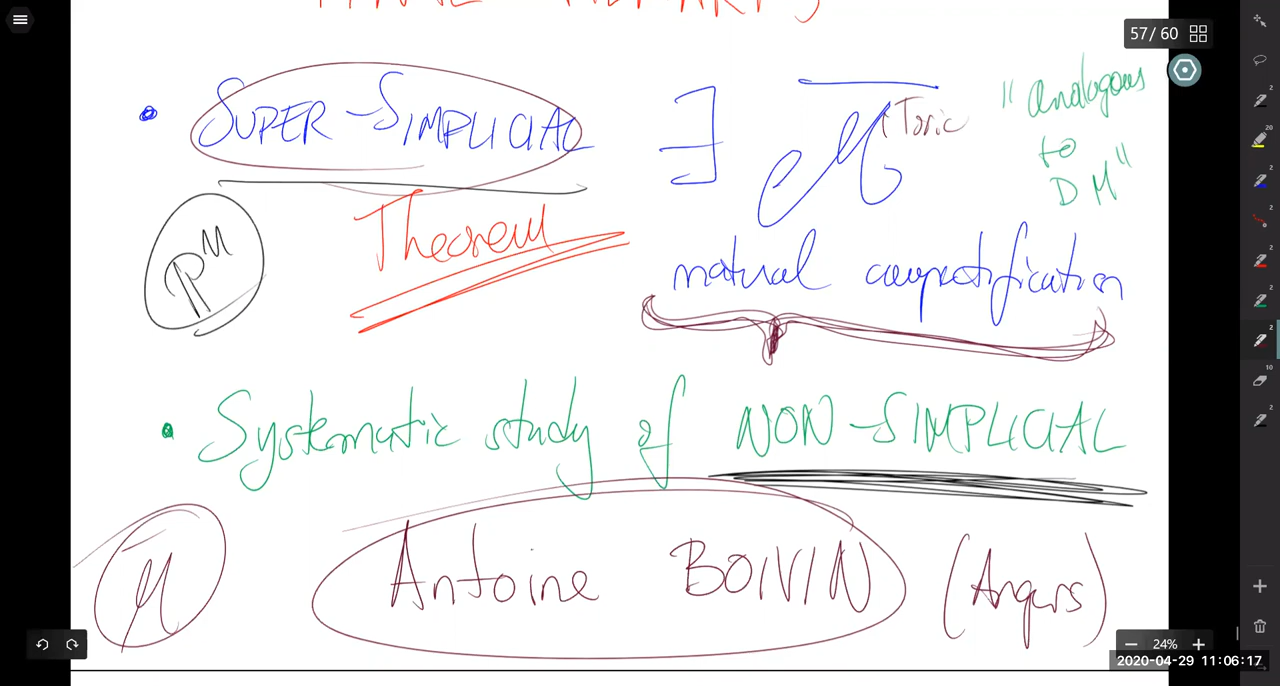 57/ 60
• SUPER-SIMPLICIAL ∃ M̅ Toric "analogous to DM"
Theorem
natural compactification
• Systematic study of NON-SIMPLICIAL
Antoine BOIVIN (Angers)
24%
2020-04-29 11:06:17